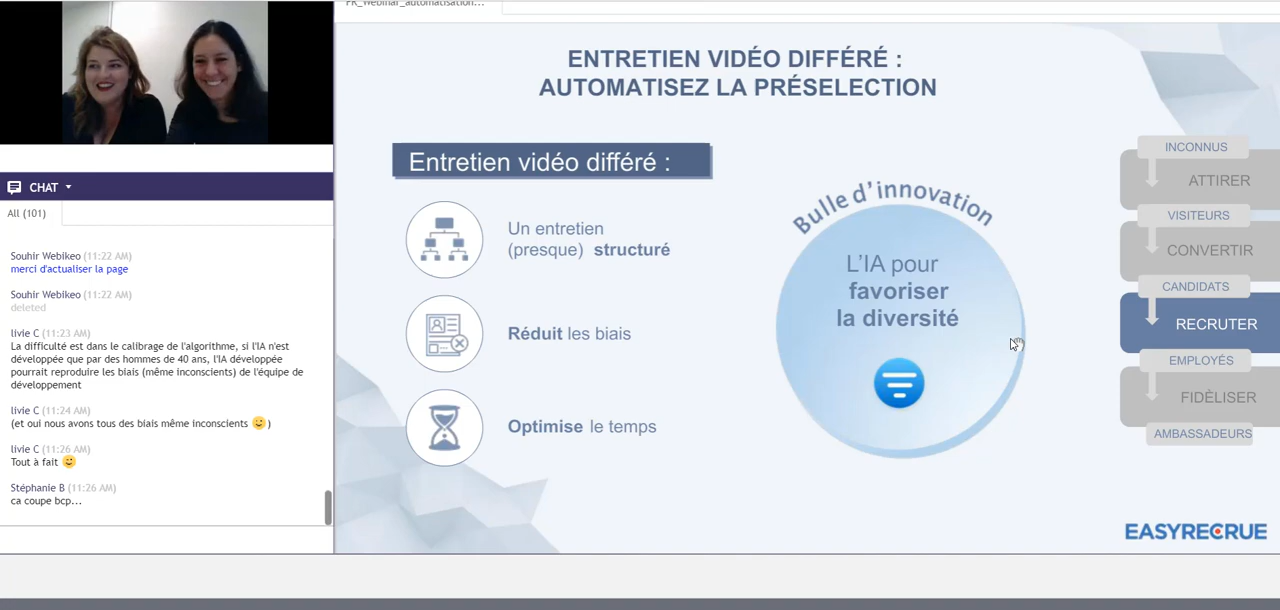 FR_Webinar_automatisation...
ENTRETIEN VIDÉO DIFFÉRÉ :
AUTOMATISEZ LA PRÉSELECTION
CHAT
All (101)
Souhir Webikeo (11:22 AM)
merci d'actualiser la page
Souhir Webikeo (11:22 AM)
deleted
livie C (11:23 AM)
La difficulté est dans le calibrage de l'algorithme, si l'IA n'est
développée que par des hommes de 40 ans, l'IA développée
pourrait reproduire les biais (même inconscients) de l'équipe de
développement
livie C (11:24 AM)
(et oui nous avons tous des biais même inconscients 🙂)
livie C (11:26 AM)
Tout à fait 🙂
Stéphanie B (11:26 AM)
ca coupe bcp...
Entretien vidéo différé :
Un entretien
(presque) structuré
Réduit les biais
Optimise le temps
Bulle d'innovation
L'IA pour
favoriser
la diversité
INCONNUS
ATTIRER
VISITEURS
CONVERTIR
CANDIDATS
RECRUTER
EMPLOYÉS
FIDÈLISER
AMBASSADEURS
EASYRECRUE